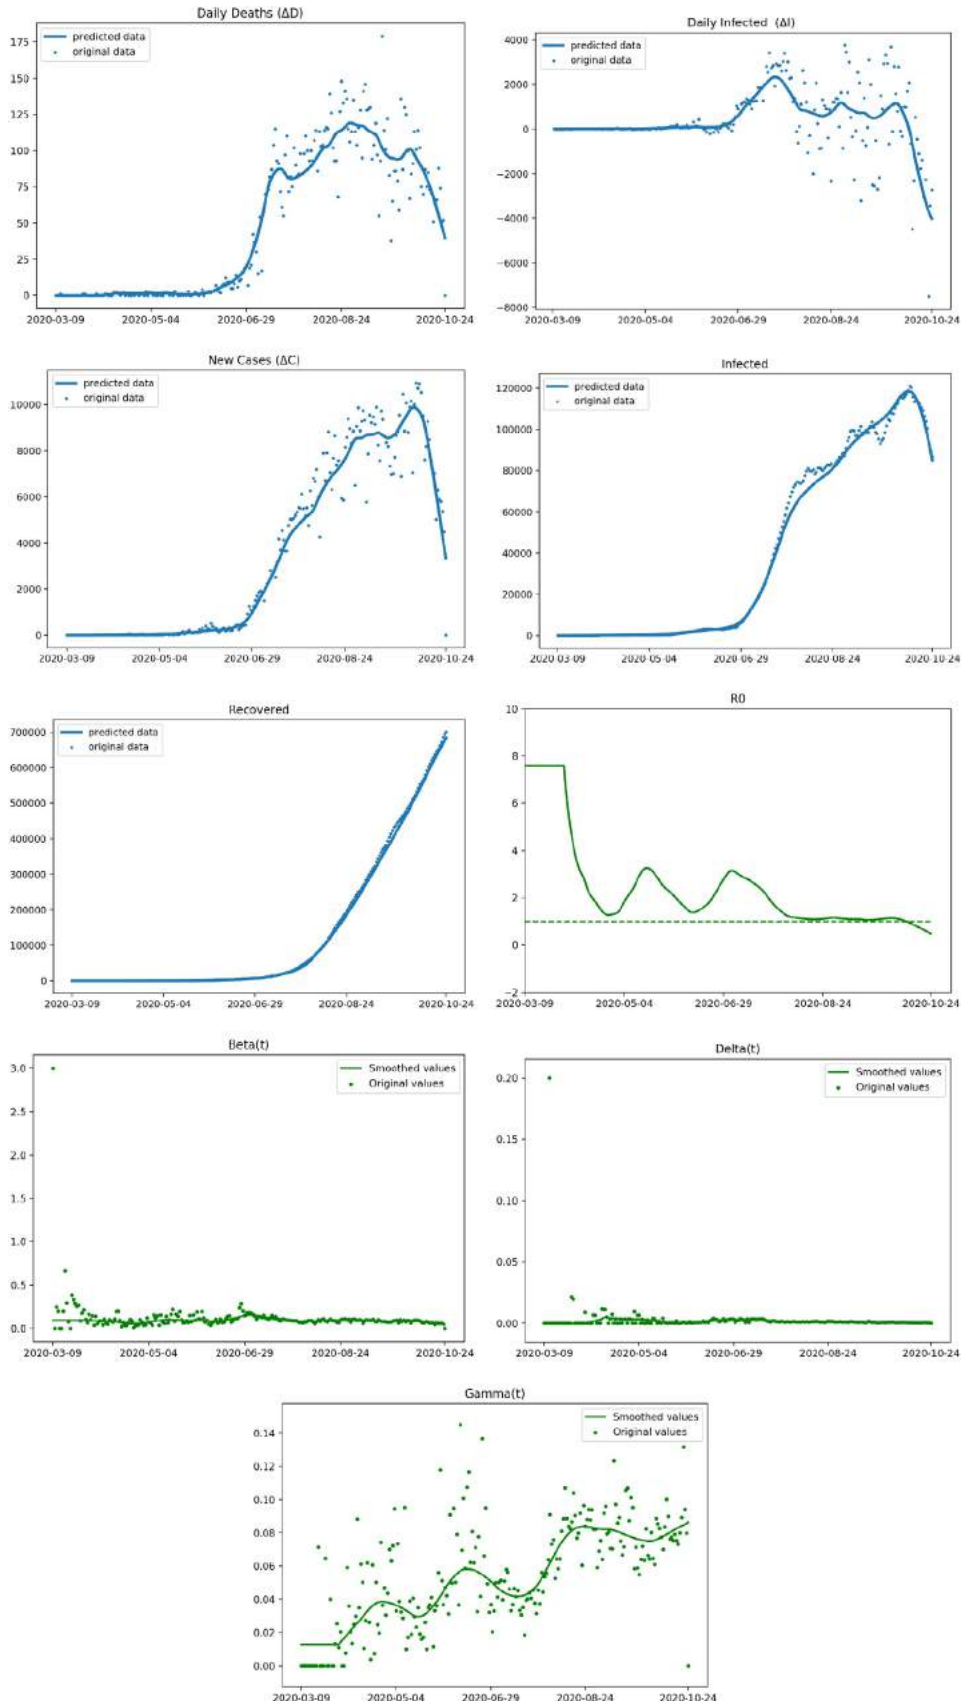 Daily Deaths (ΔD)
predicted data
original data
175
150
125
100
75
50
25
0
2020-03-09 2020-05-04 2020-06-29 2020-08-24 2020-10-24
Daily Infected (ΔI)
predicted data
original data
4000
2000
0
−2000
−4000
−6000
−8000
2020-03-09 2020-05-04 2020-06-29 2020-08-24 2020-10-24
New Cases (ΔC)
predicted data
original data
10000
8000
6000
4000
2000
0
2020-03-09 2020-05-04 2020-06-29 2020-08-24 2020-10-24
Infected
predicted data
original data
120000
100000
80000
60000
40000
20000
0
2020-03-09 2020-05-04 2020-06-29 2020-08-24 2020-10-24
Recovered
predicted data
original data
700000
600000
500000
400000
300000
200000
100000
0
2020-03-09 2020-05-04 2020-06-29 2020-08-24 2020-10-24
R0
10
8
6
4
2
0
−2
2020-03-09 2020-05-04 2020-06-29 2020-08-24 2020-10-24
Beta(t)
Smoothed values
Original values
3.0
2.5
2.0
1.5
1.0
0.5
0.0
2020-03-09 2020-05-04 2020-06-29 2020-08-24 2020-10-24
Delta(t)
Smoothed values
Original values
0.20
0.15
0.10
0.05
0.00
2020-03-09 2020-05-04 2020-06-29 2020-08-24 2020-10-24
Gamma(t)
Smoothed values
Original values
0.14
0.12
0.10
0.08
0.06
0.04
0.02
0.00
2020-03-09 2020-05-04 2020-06-29 2020-08-24 2020-10-24